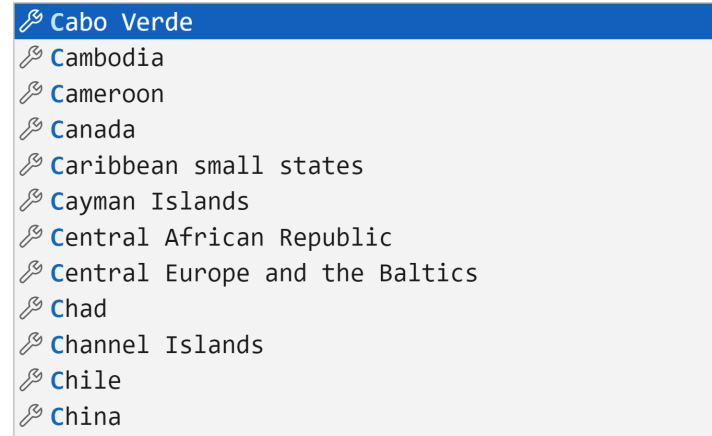 Cabo Verde
Cambodia
Cameroon
Canada
Caribbean small states
Cayman Islands
Central African Republic
Central Europe and the Baltics
Chad
Channel Islands
Chile
China